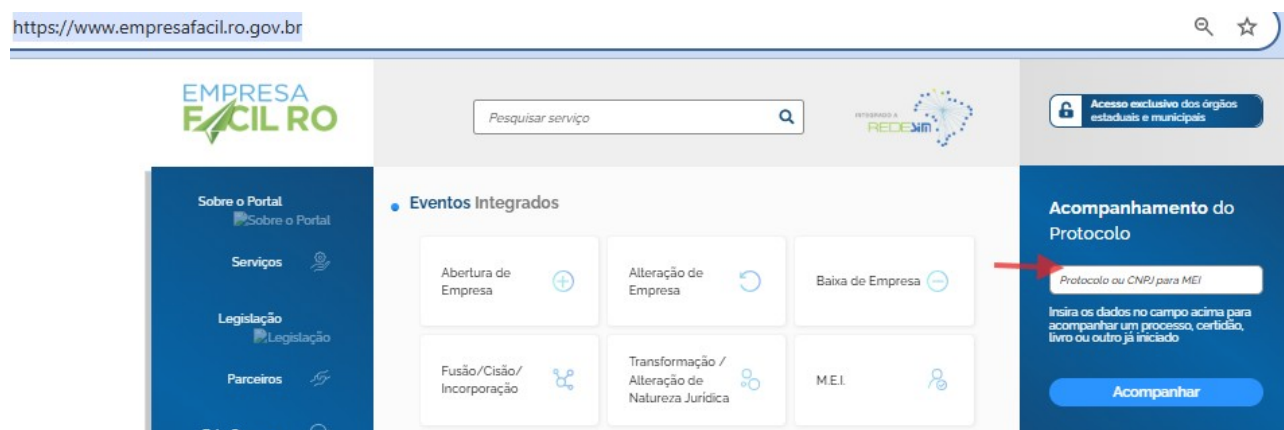 https://www.empresafacil.ro.gov.br
EMPRESA
FÁCIL RO
Pesquisar serviço
INTEGRADO A
REDESIM
Acesso exclusivo dos órgãos
estaduais e municipais
Sobre o Portal
Sobre o Portal
Serviços
Legislação
Legislação
Parceiros
Eventos Integrados
Abertura de
Empresa
Alteração de
Empresa
Baixa de Empresa
Fusão/Cisão/
Incorporação
Transformação /
Alteração de
Natureza Jurídica
M.E.I.
Acompanhamento do
Protocolo
Protocolo ou CNPJ para MEI
Insira os dados no campo acima para
acompanhar um processo, certidão,
livro ou outro já iniciado
Acompanhar